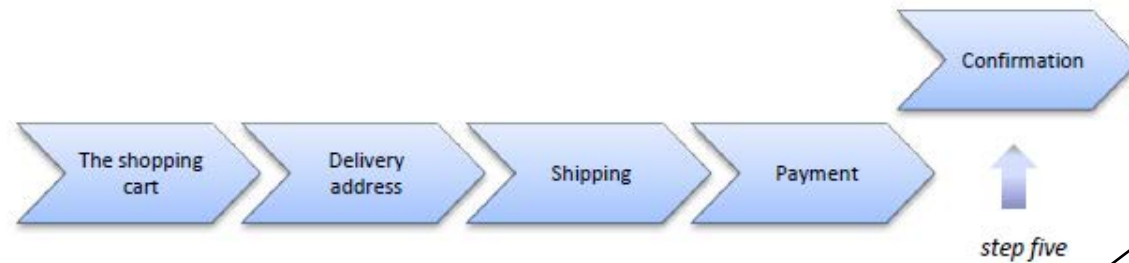 Confirmation
The shopping
cart
Delivery
address
Shipping
Payment
step five